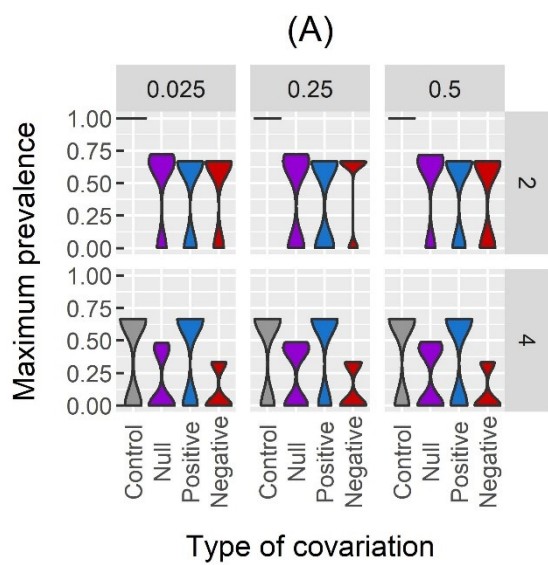 (A)
0.025 0.25 0.5
Maximum prevalence
1.00
0.75
0.50
0.25
0.00
2
1.00
0.75
0.50
0.25
0.00
4
Control Null Positive Negative Control Null Positive Negative Control Null Positive Negative
Type of covariation